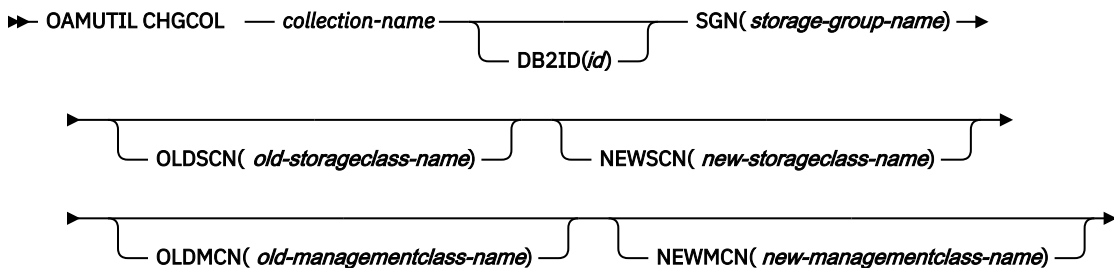 OAMUTIL CHGCOL collection-name SGN( storage-group-name)
DB2ID(id)
OLDSCN( old-storageclass-name) NEWSCN( new-storageclass-name)
OLDMCN( old-managementclass-name) NEWMCN( new-managementclass-name)